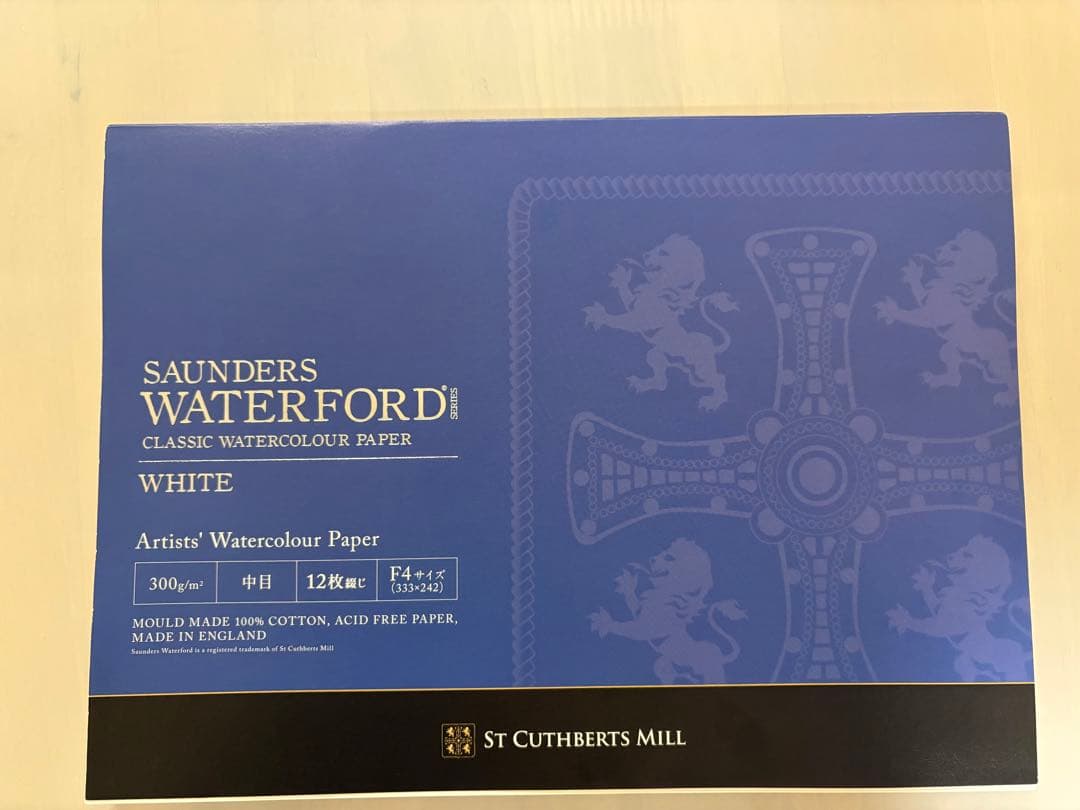 SAUNDERS
WATERFORD® SERIES
CLASSIC WATERCOLOUR PAPER
WHITE
Artists' Watercolour Paper
300g/m² 中目 12枚綴じ F4サイズ (333×242)
MOULD MADE 100% COTTON, ACID FREE PAPER,
MADE IN ENGLAND
Saunders Waterford is a registered trademark of St Cuthberts Mill
ST CUTHBERTS MILL